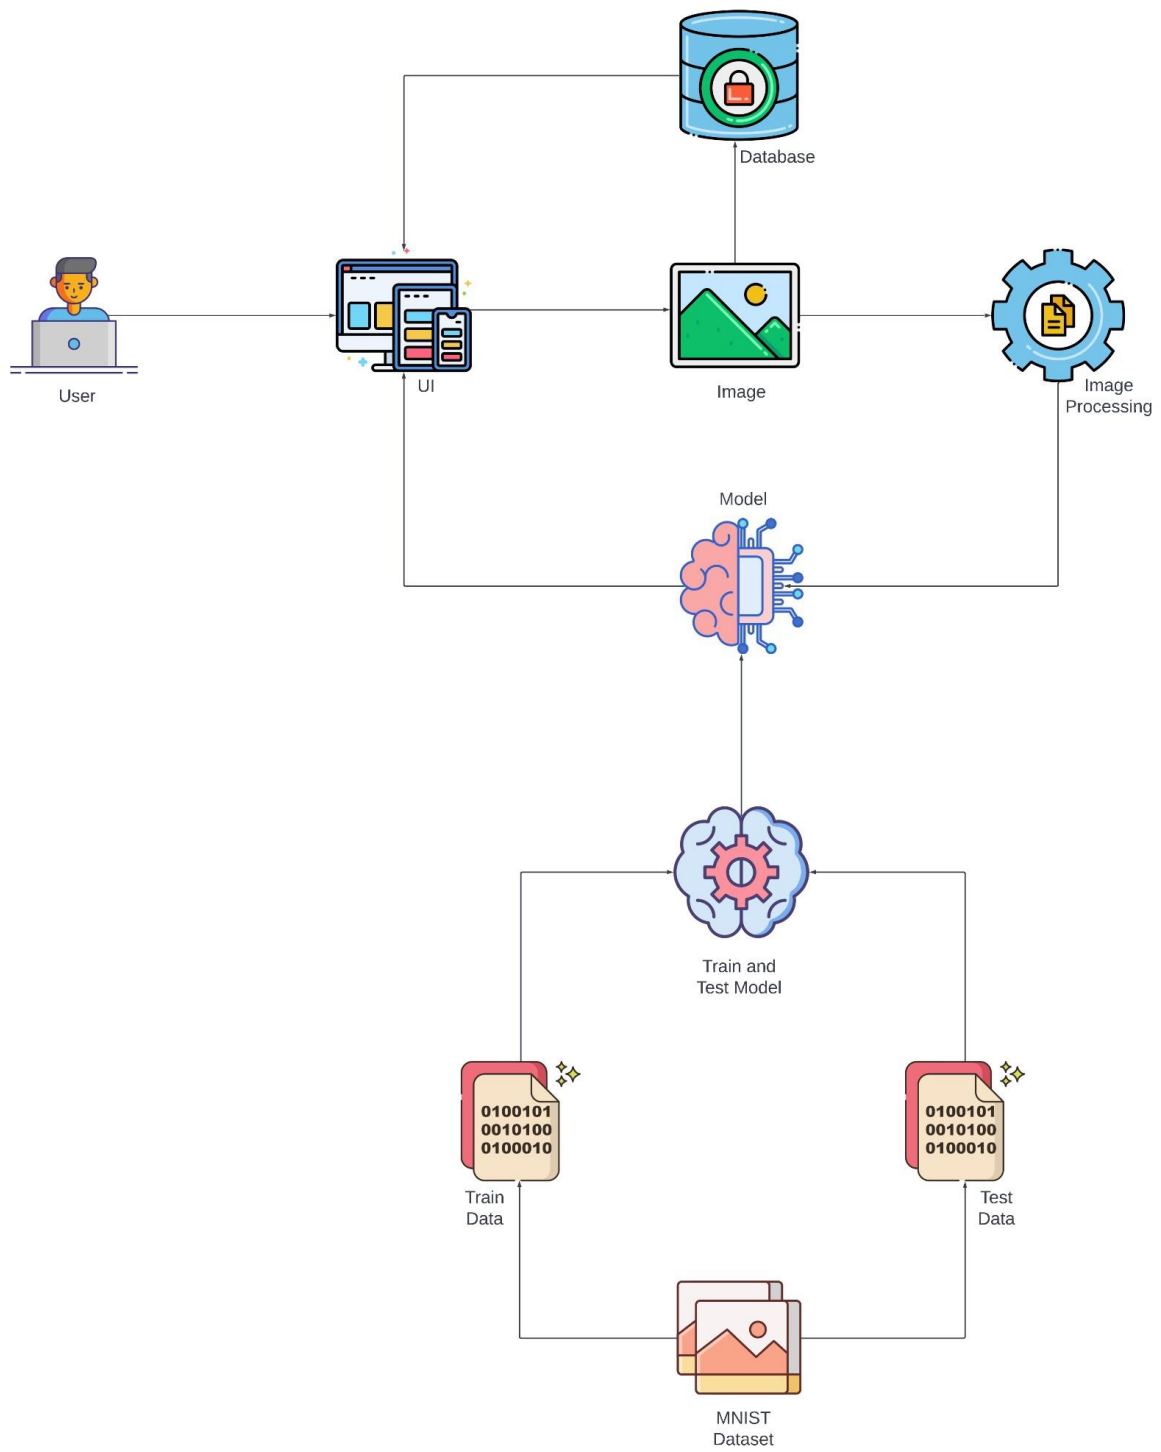 Database
User
UI
Image
Image
Processing
Model
Train and
Test Model
0100101
0010100
0100010
Train
Data
0100101
0010100
0100010
Test
Data
MNIST
Dataset